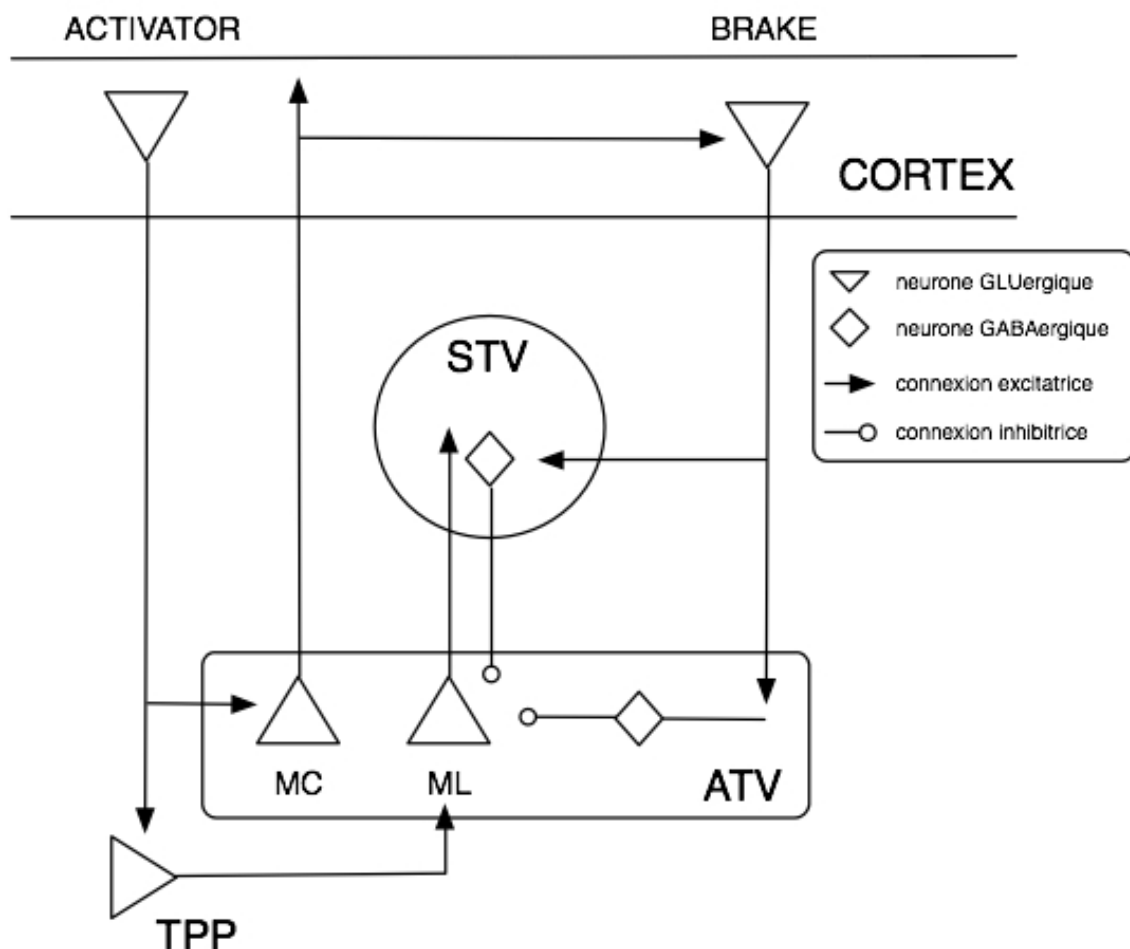 ACTIVATOR
BRAKE
CORTEX
neurone GLUergique
neurone GABAergique
connexion excitatrice
connexion inhibitrice
STV
MC
ML
ATV
TPP